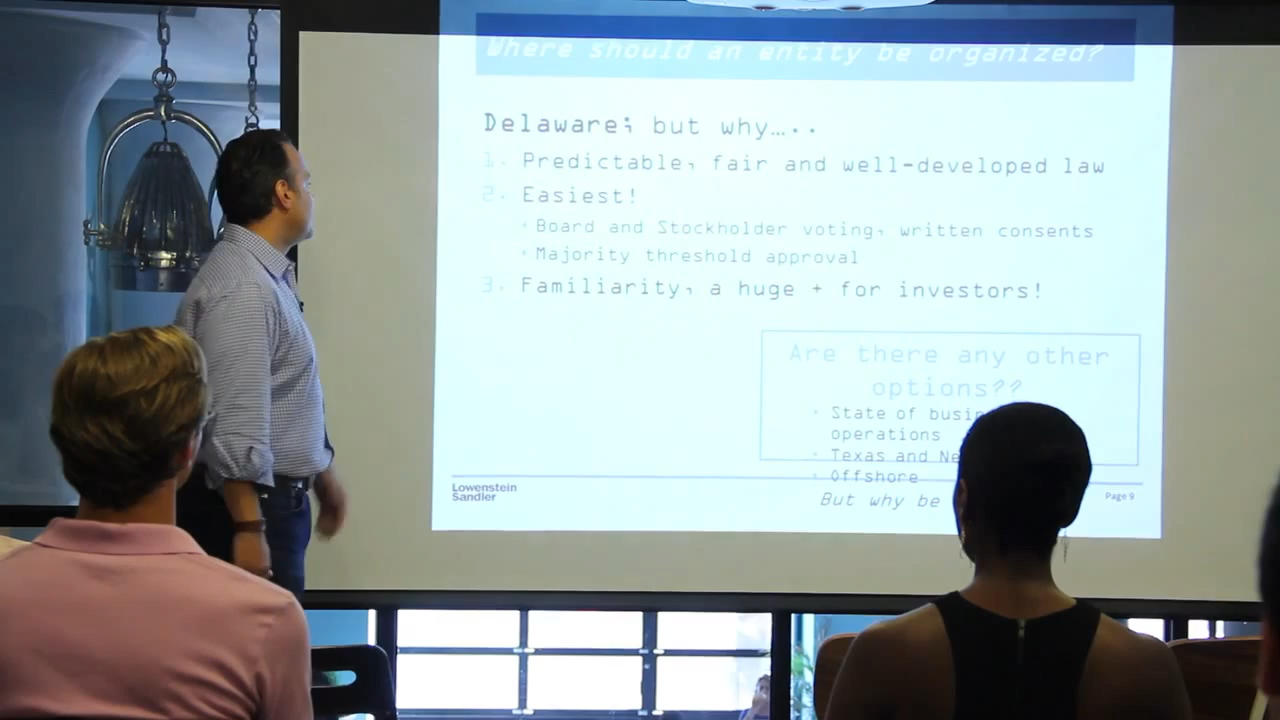 Where should an entity be organized?
Delaware; but why…..
1. Predictable, fair and well-developed law
2. Easiest!
• Board and Stockholder voting, written consents
• Majority threshold approval
3. Familiarity, a huge + for investors!
Are there any other
options??
• State of
operations
• Texas and
• Offshore
But why be
Lowenstein
Sandler
Page 9